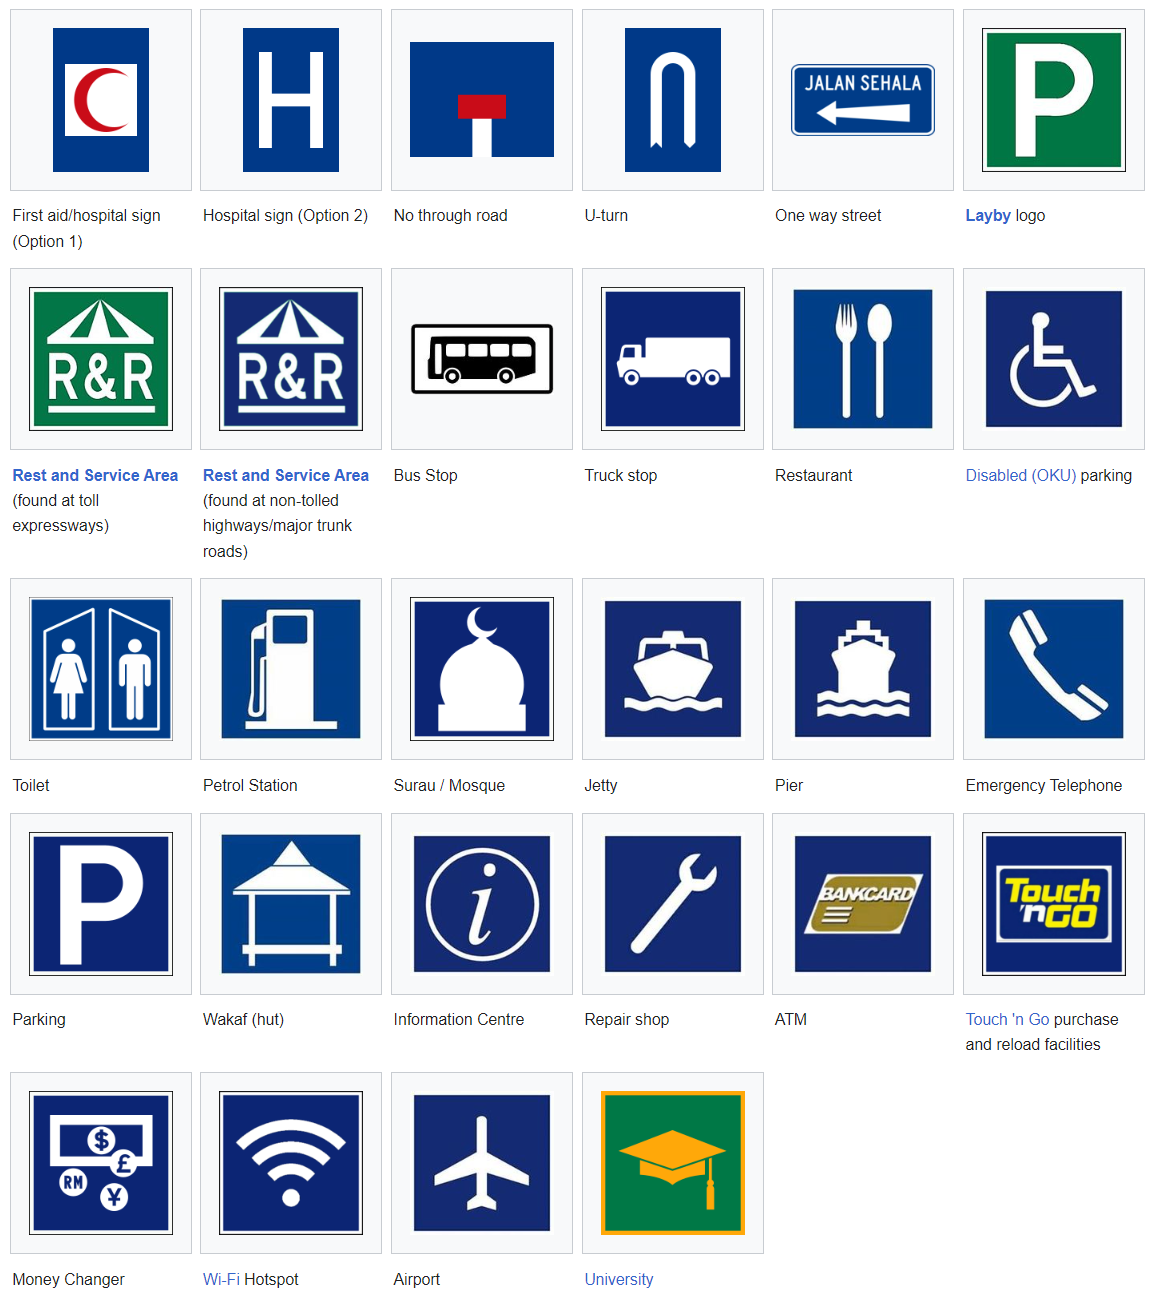 H
JALAN SEHALA
P
First aid/hospital sign
(Option 1)
Hospital sign (Option 2)
No through road
U-turn
One way street
Layby logo
R&R
R&R
Rest and Service Area
(found at toll
expressways)
Rest and Service Area
(found at non-tolled
highways/major trunk
roads)
Bus Stop
Truck stop
Restaurant
Disabled (OKU) parking
Toilet
Petrol Station
Surau / Mosque
Jetty
Pier
Emergency Telephone
P
i
BANKCARD
Touch
'nGO
Parking
Wakaf (hut)
Information Centre
Repair shop
ATM
Touch 'n Go purchase
and reload facilities
$
£
RM
¥
Money Changer
Wi-Fi Hotspot
Airport
University